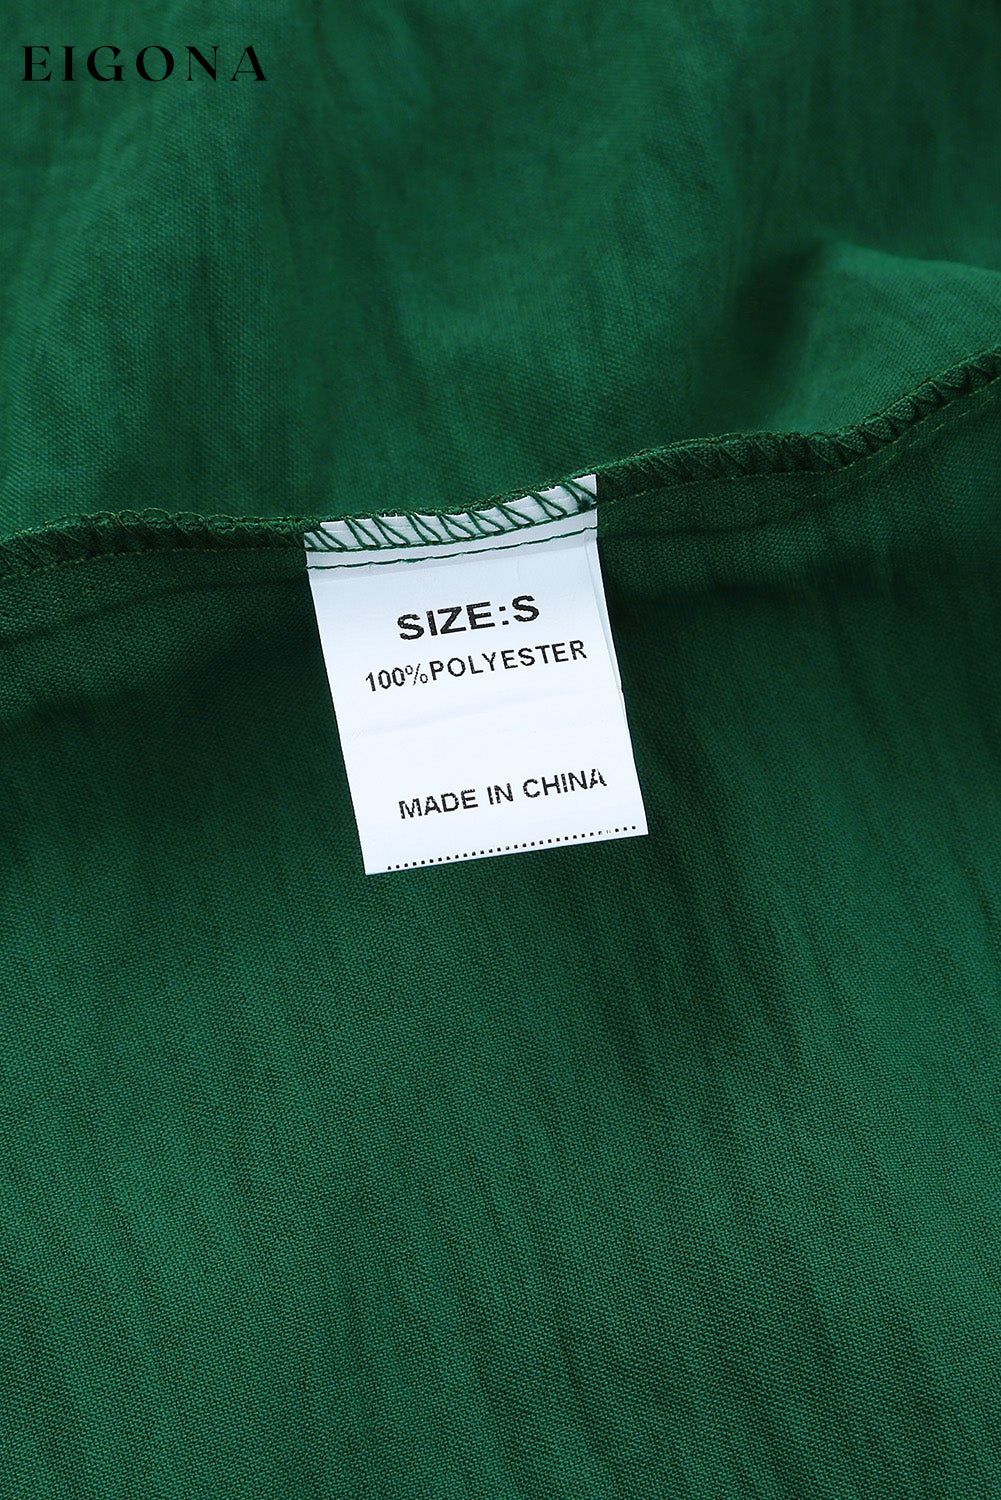 EIGONA
SIZE:S
100%POLYESTER
MADE IN CHINA